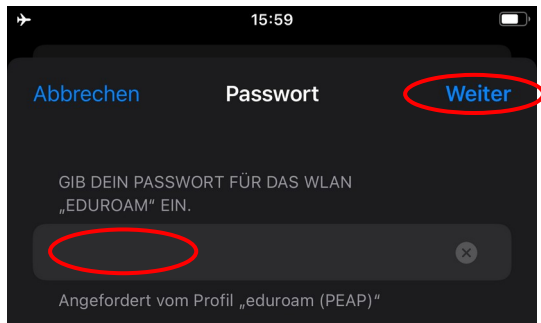 15:59
Abbrechen Passwort Weiter
GIB DEIN PASSWORT FÜR DAS WLAN
„EDUROAM“ EIN.
Angefordert vom Profil „eduroam (PEAP)“